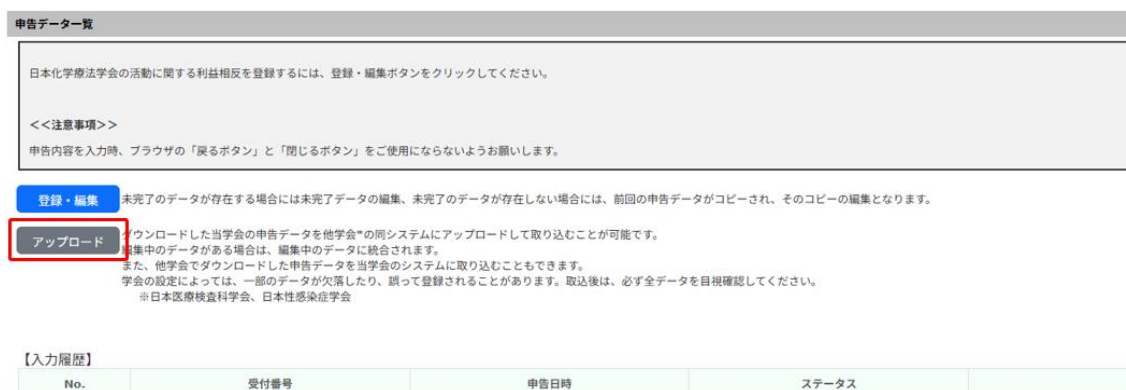 申告データ一覧
日本化学療法学会の活動に関する利益相反を登録するには、登録・編集ボタンをクリックしてください。
<<注意事項>>
申告内容を入力時、ブラウザの「戻るボタン」と「閉じるボタン」をご使用にならないようお願いします。
登録・編集 未完了のデータが存在する場合には未完了データの編集、未完了のデータが存在しない場合には、前回の申告データがコピーされ、そのコピーの編集となります。
アップロード ダウンロードした当学会の申告データを他学会*の同システムにアップロードして取り込むことが可能です。
編集中のデータがある場合は、編集中のデータに統合されます。
また、他学会でダウンロードした申告データを当学会のシステムに取り込むこともできます。
学会の設定によっては、一部のデータが欠落したり、誤って登録されることがあります。取込後は、必ず全データを目視確認してください。
※日本医療検査科学会、日本性感染症学会
【入力履歴】
No. 受付番号 申告日時 ステータス